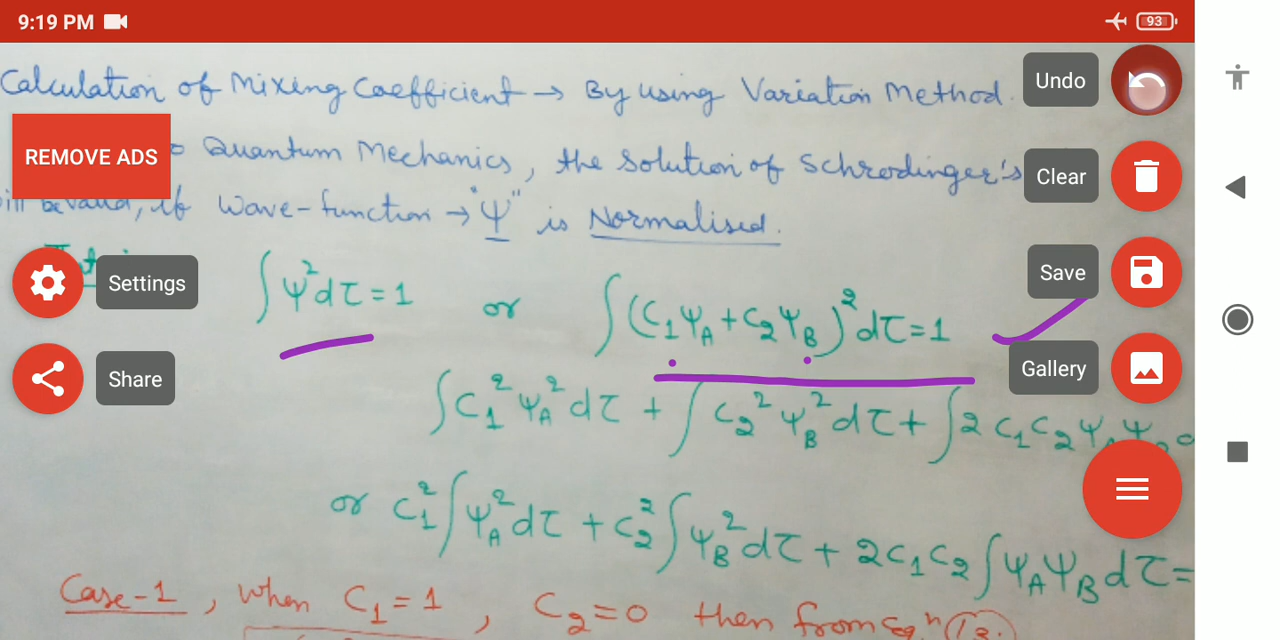 9:19 PM
93
Calculation of Mixing Coefficient → By using Variation Method.
Undo
REMOVE ADS
Quantum Mechanics, the solution of Schrodinger's
Clear
if Wave-function → "Ψ" is Normalised.
Save
Settings
∫Ψ²dτ = 1 or ∫(C₁Ψ_A + C₂Ψ_B)²dτ = 1
Share
Gallery
∫C₁²Ψ_A²dτ + ∫C₂²Ψ_B²dτ + ∫2C₁C₂Ψ_AΨ_B
or C₁²∫Ψ_A²dτ + C₂²∫Ψ_B²dτ + 2C₁C₂∫Ψ_AΨ_Bdτ =
Case-1, when C₁ = 1, C₂ = 0 then from eqⁿ